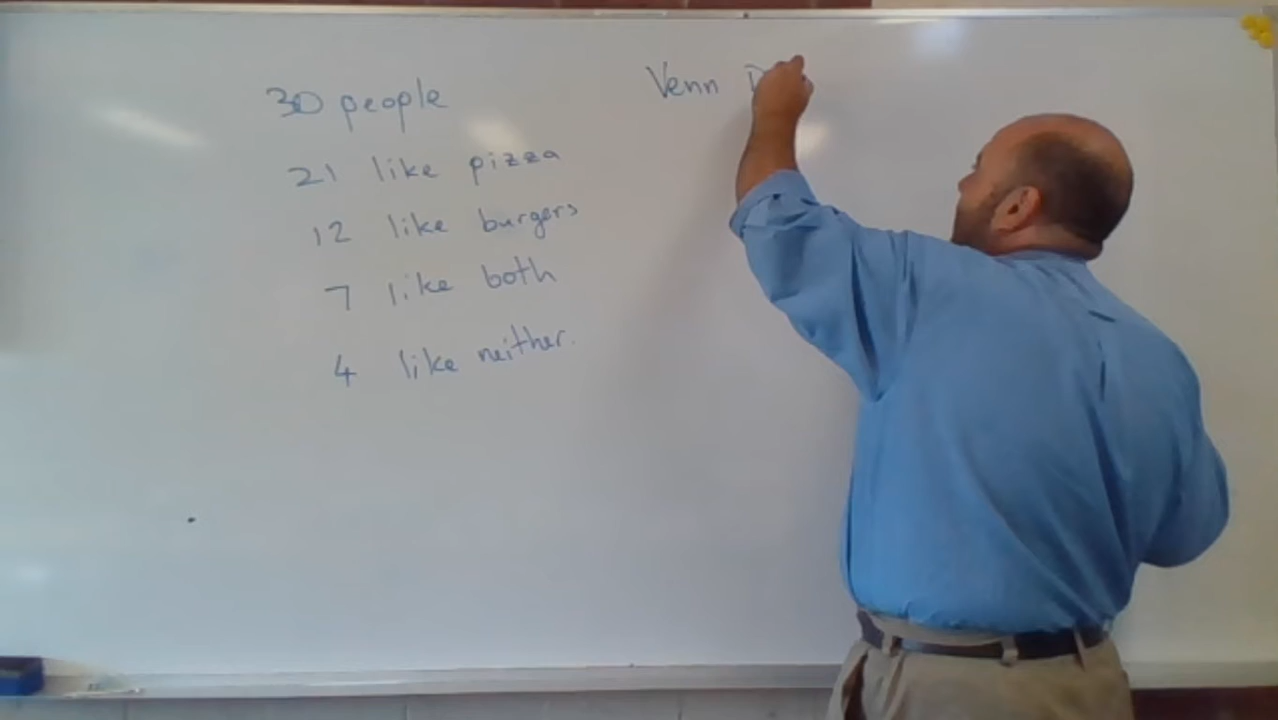 30 people
21 like pizza
12 like burgers
7 like both
4 like neither.
Venn